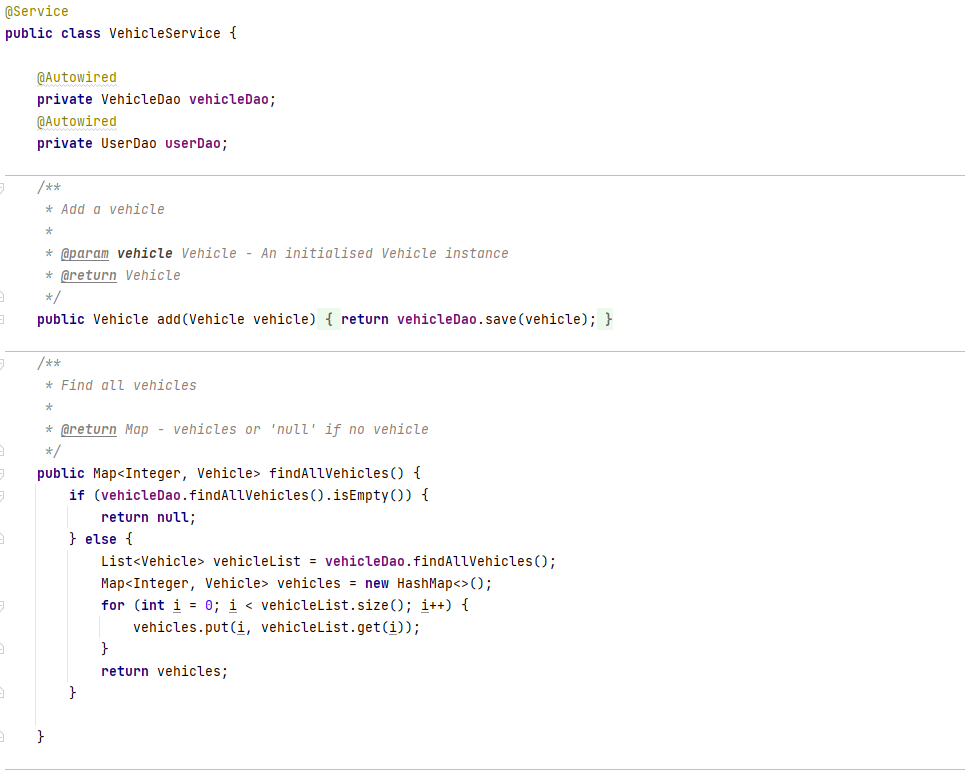 @Service
public class VehicleService {
@Autowired
private VehicleDao vehicleDao;
@Autowired
private UserDao userDao;
/**
* Add a vehicle
*
* @param vehicle Vehicle - An initialised Vehicle instance
* @return Vehicle
*/
public Vehicle add(Vehicle vehicle) { return vehicleDao.save(vehicle); }
/**
* Find all vehicles
*
* @return Map - vehicles or 'null' if no vehicle
*/
public Map<Integer, Vehicle> findAllVehicles() {
if (vehicleDao.findAllVehicles().isEmpty()) {
return null;
} else {
List<Vehicle> vehicleList = vehicleDao.findAllVehicles();
Map<Integer, Vehicle> vehicles = new HashMap<>();
for (int i = 0; i < vehicleList.size(); i++) {
vehicles.put(i, vehicleList.get(i));
}
return vehicles;
}
}